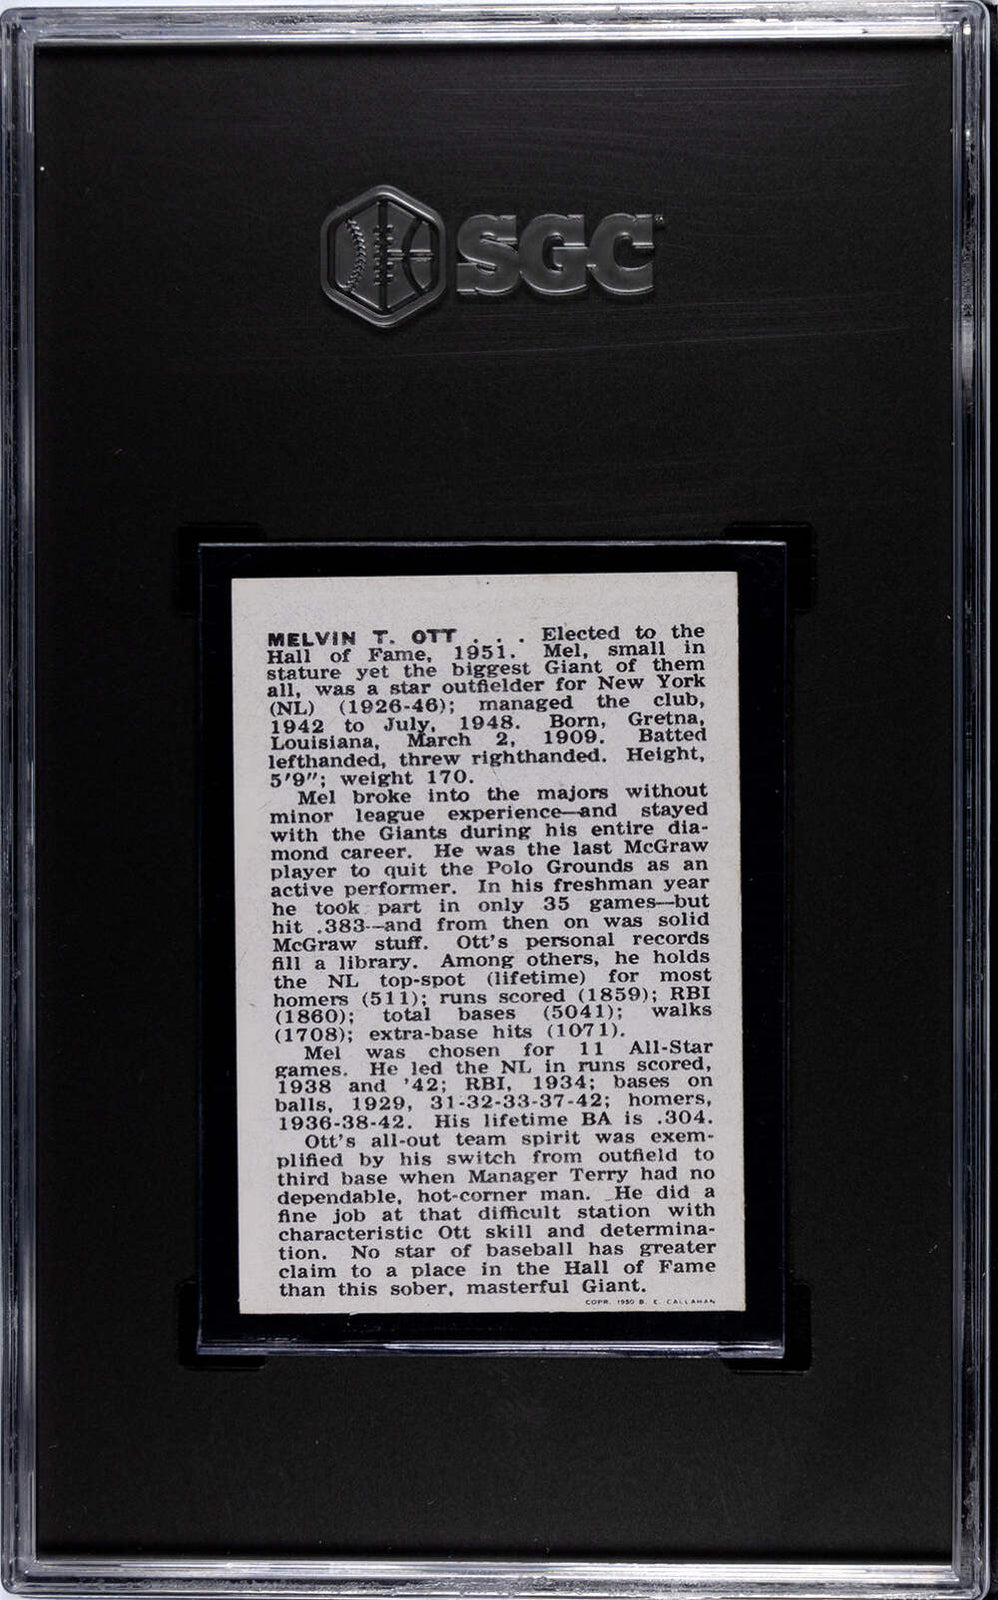 SGC
MELVIN T. OTT . . . Elected to the
Hall of Fame, 1951. Mel, small in
stature yet the biggest Giant of them
all, was a star outfielder for New York
(NL) (1926-46); managed the club,
1942 to July, 1948. Born, Gretna,
Louisiana, March 2, 1909. Batted
lefthanded, threw righthanded. Height,
5'9"; weight 170.
Mel broke into the majors without
minor league experience—and stayed
with the Giants during his entire dia-
mond career. He was the last McGraw
player to quit the Polo Grounds as an
active performer. In his freshman year
he took part in only 35 games—but
hit .383—and from then on was solid
McGraw stuff. Ott's personal records
fill a library. Among others, he holds
the NL top-spot (lifetime) for most
homers (511); runs scored (1859); RBI
(1860); total bases (5041); walks
(1708); extra-base hits (1071).
Mel was chosen for 11 All-Star
games. He led the NL in runs scored,
1938 and '42; RBI, 1934; bases on
balls, 1929, 31-32-33-37-42; homers,
1936-38-42. His lifetime BA is .304.
Ott's all-out team spirit was exem-
plified by his switch from outfield to
third base when Manager Terry had no
dependable, hot-corner man. He did a
fine job at that difficult station with
characteristic Ott skill and determina-
tion. No star of baseball has greater
claim to a place in the Hall of Fame
than this sober, masterful Giant.
COPR. 1950 B. E. CALLAHAN